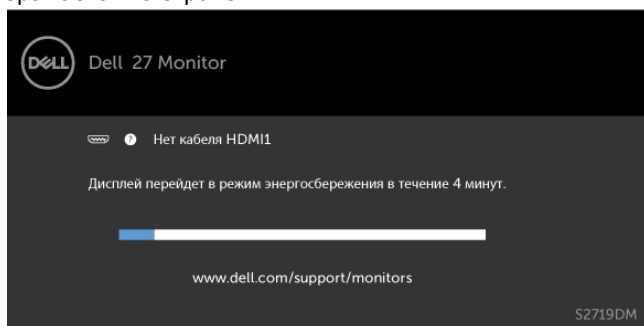 DELL
Dell 27 Monitor
? Нет кабеля HDMI1
Дисплей перейдет в режим энергосбережения в течение 4 минут.
www.dell.com/support/monitors
S2719DM